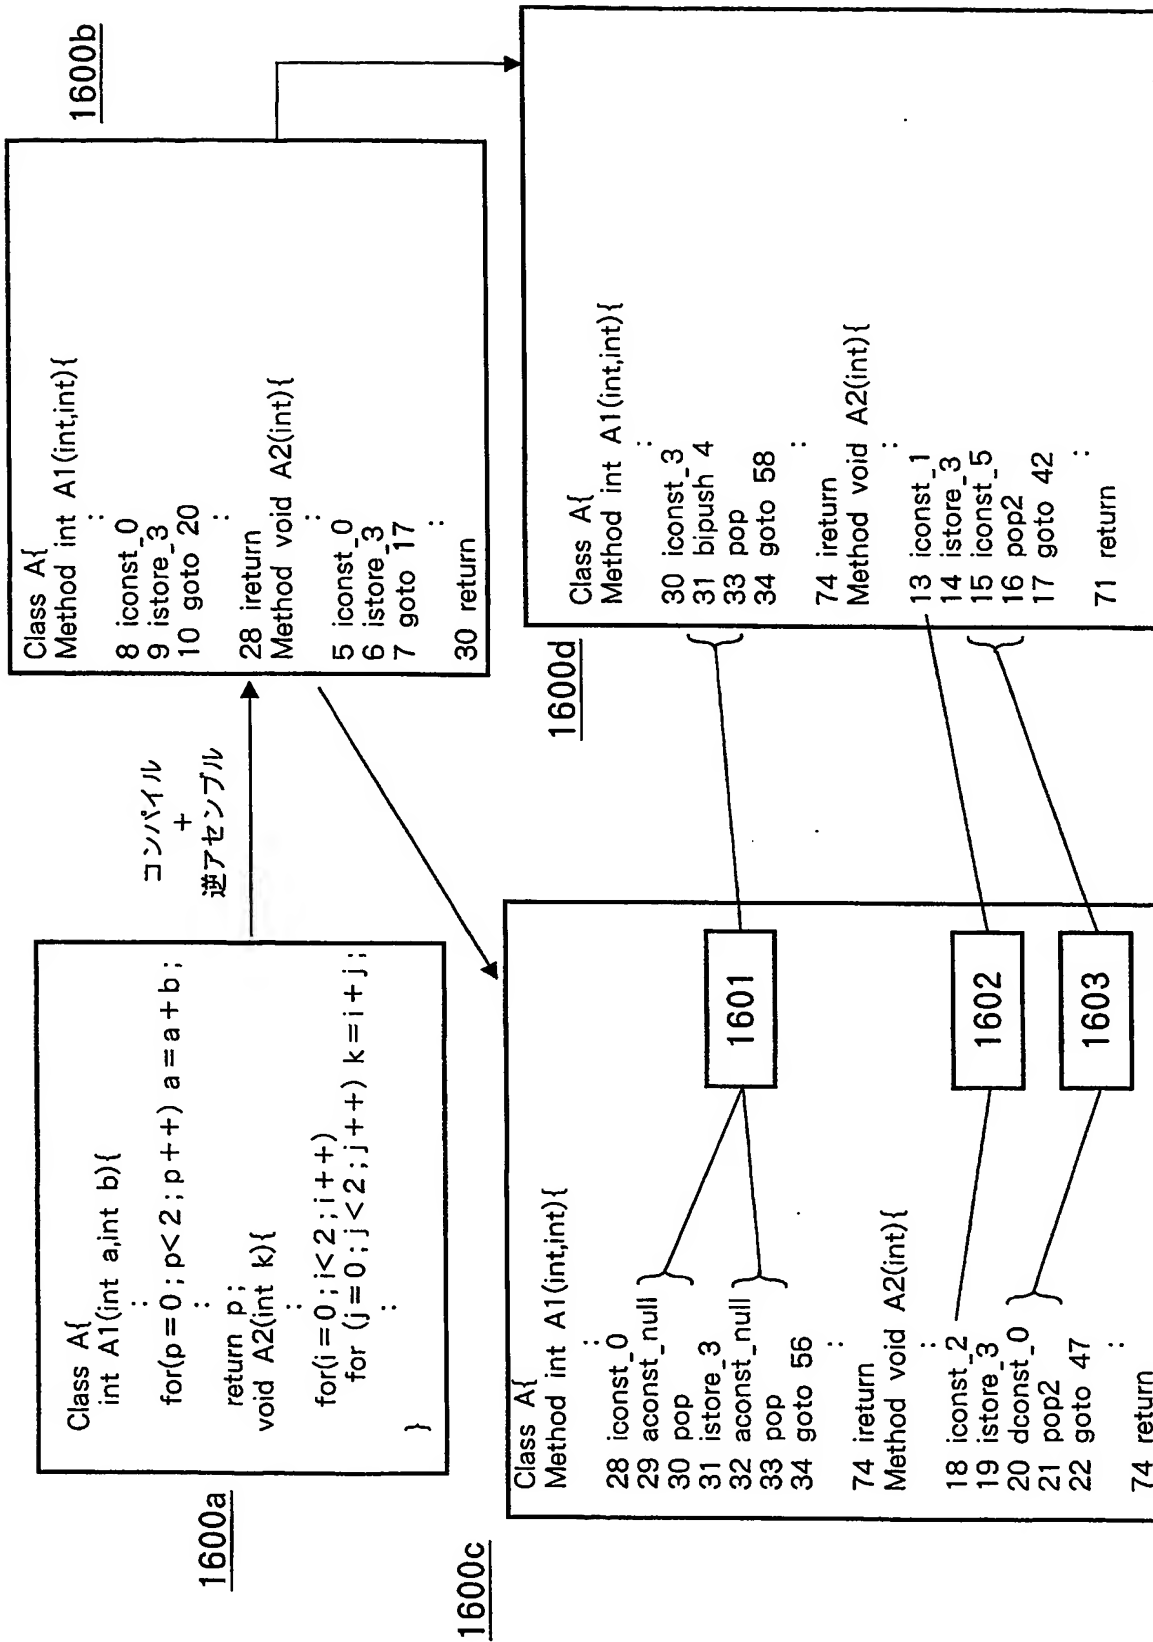 1600a
Class A{
int A1(int a,int b){
:
for(p=0;p<2;p++) a=a+b;
:
return p;
void A2(int k){
:
for(i=0;i<2;i++)
for (j=0;j<2;j++) k=i+j;
:
}
コンパイル
+
逆アセンブル
1600b
Class A{
Method int A1(int,int){
:
8 iconst_0
9 istore_3
10 goto 20
:
28 ireturn
Method void A2(int){
:
5 iconst_0
6 istore_3
7 goto 17
:
30 return
1600c
Class A{
Method int A1(int,int){
:
28 iconst_0
29 aconst_null
30 pop
31 istore_3
32 aconst_null
33 pop
34 goto 56
:
74 ireturn
Method void A2(int){
:
18 iconst_2
19 istore_3
20 dconst_0
21 pop2
22 goto 47
:
74 return
1601
1602
1603
1600d
Class A{
Method int A1(int,int){
:
30 iconst_3
31 bipush 4
33 pop
34 goto 58
:
74 ireturn
Method void A2(int){
:
13 iconst_1
14 istore_3
15 iconst_5
16 pop2
17 goto 42
:
71 return